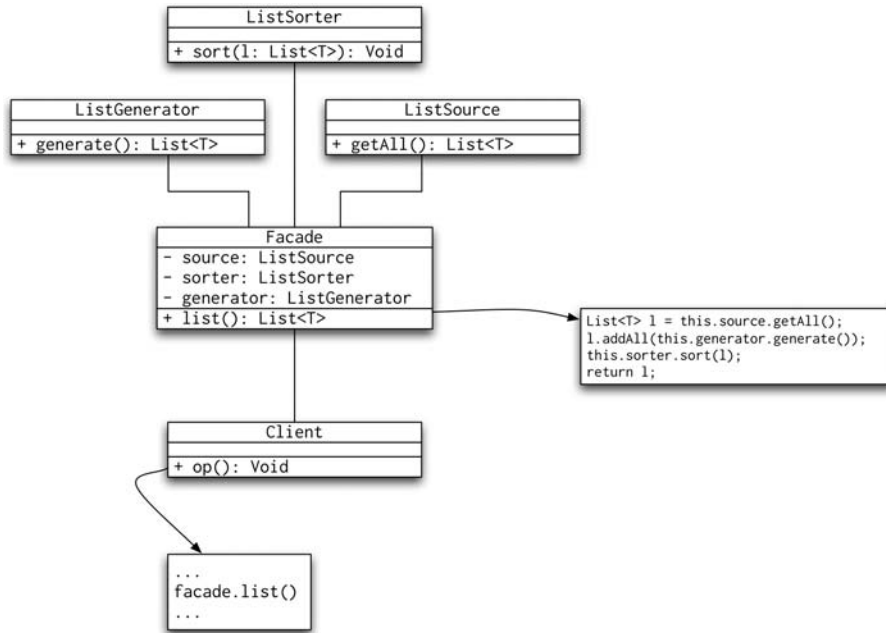 ListSorter
+ sort(l: List<T>): Void
ListGenerator
+ generate(): List<T>
ListSource
+ getAll(): List<T>
Facade
- source: ListSource
- sorter: ListSorter
- generator: ListGenerator
+ list(): List<T>
List<T> l = this.source.getAll();
l.addAll(this.generator.generate());
this.sorter.sort(l);
return l;
Client
+ op(): Void
...
facade.list()
...